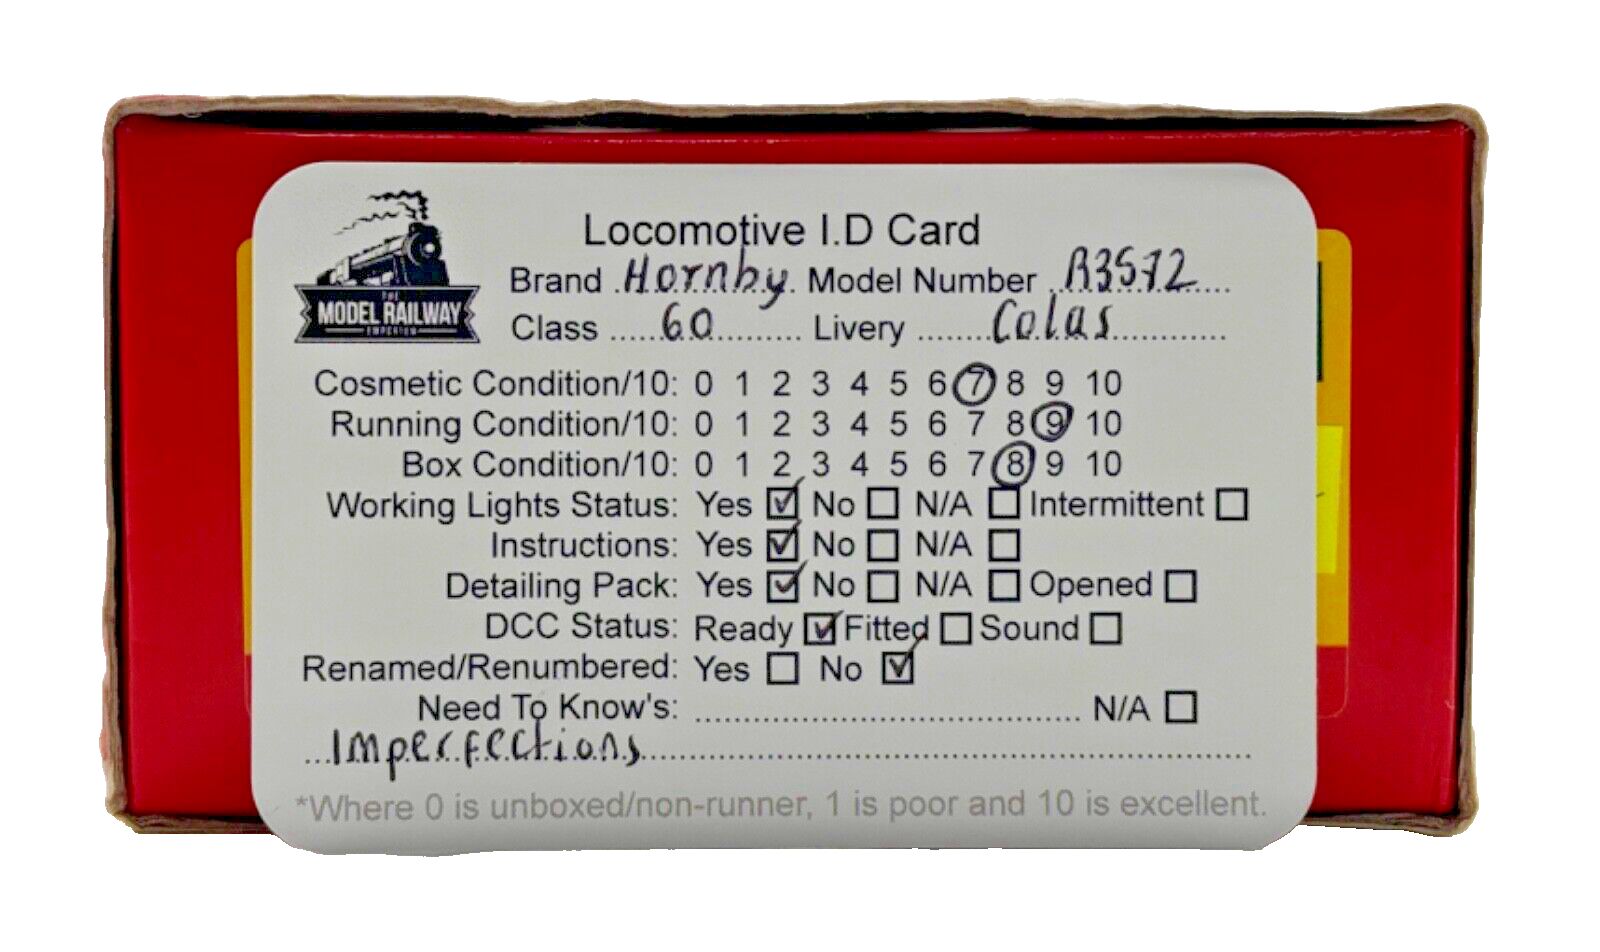 Locomotive I.D Card
THE
MODEL RAILWAY
EMPORIUM
Brand Hornby Model Number R3572
Class 60 Livery Colas
Cosmetic Condition/10: 0 1 2 3 4 5 6 7 8 9 10
Running Condition/10: 0 1 2 3 4 5 6 7 8 9 10
Box Condition/10: 0 1 2 3 4 5 6 7 8 9 10
Working Lights Status: Yes ☑ No ☐ N/A ☐ Intermittent ☐
Instructions: Yes ☑ No ☐ N/A ☐
Detailing Pack: Yes ☑ No ☐ N/A ☐ Opened ☐
DCC Status: Ready ☑ Fitted ☐ Sound ☐
Renamed/Renumbered: Yes ☐ No ☑
Need To Know's: N/A ☐
Imperfections
*Where 0 is unboxed/non-runner, 1 is poor and 10 is excellent.